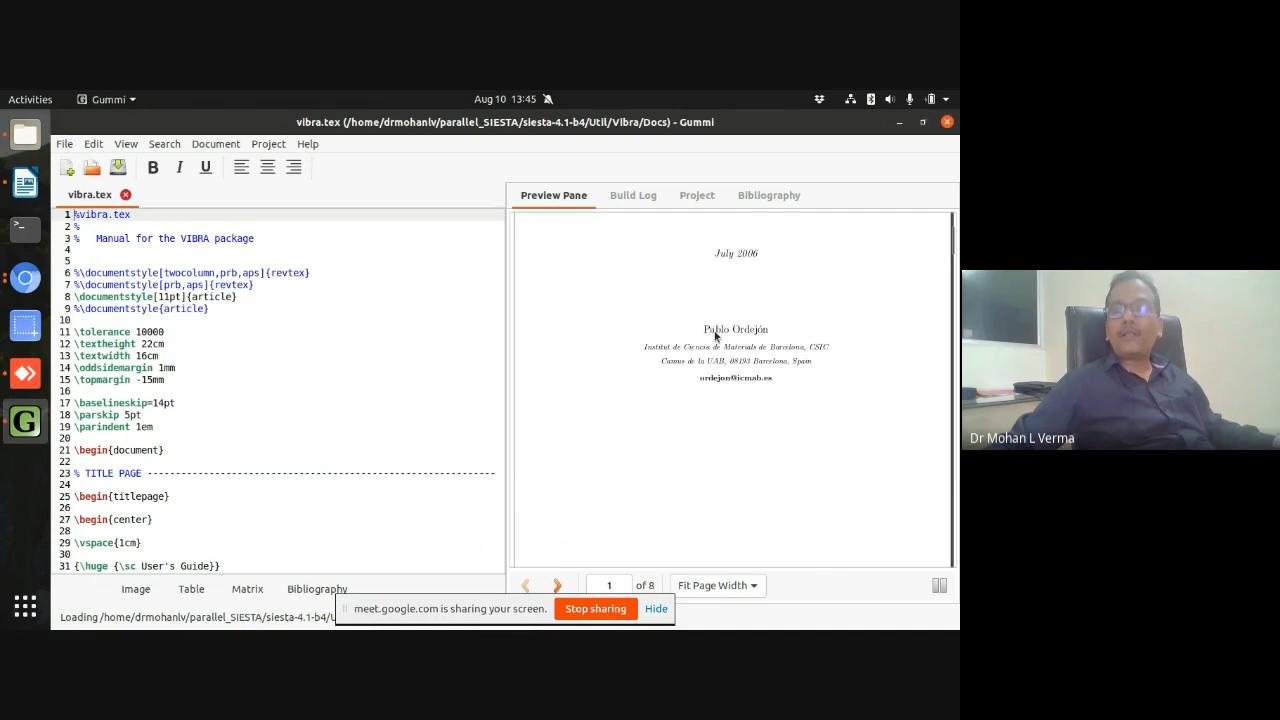 Activities
Gummi
Aug 10 13:45
vibra.tex (/home/drmohanlv/parallel_SIESTA/siesta-4.1-b4/Util/Vibra/Docs) - Gummi
File Edit View Search Document Project Help
B I U
vibra.tex
Preview Pane Build Log Project Bibliography
1 %vibra.tex
2 %
3 % Manual for the VIBRA package
4
5
6 %\documentstyle[twocolumn,prb,aps]{revtex}
7 %\documentstyle[prb,aps]{revtex}
8 \documentstyle[11pt]{article}
9 %\documentstyle{article}
10
11 \tolerance 10000
12 \textheight 22cm
13 \textwidth 16cm
14 \oddsidemargin 1mm
15 \topmargin -15mm
16
17 \baselineskip=14pt
18 \parskip 5pt
19 \parindent 1em
20
21 \begin{document}
22
23 % TITLE PAGE --------------------------------------------------------
24
25 \begin{titlepage}
26
27 \begin{center}
28
29 \vspace{1cm}
30
31 {\huge {\sc User's Guide}}
July 2006
Pablo Ordejón
Institut de Ciencia de Materials de Barcelona, CSIC
Camus de la UAB, 08193 Barcelona, Spam
ordejon@icmab.es
Image Table Matrix Bibliography
1 of 8 Fit Page Width
meet.google.com is sharing your screen. Stop sharing Hide
Loading /home/drmohanlv/parallel_SIESTA/siesta-4.1-b4/U
Dr Mohan L Verma